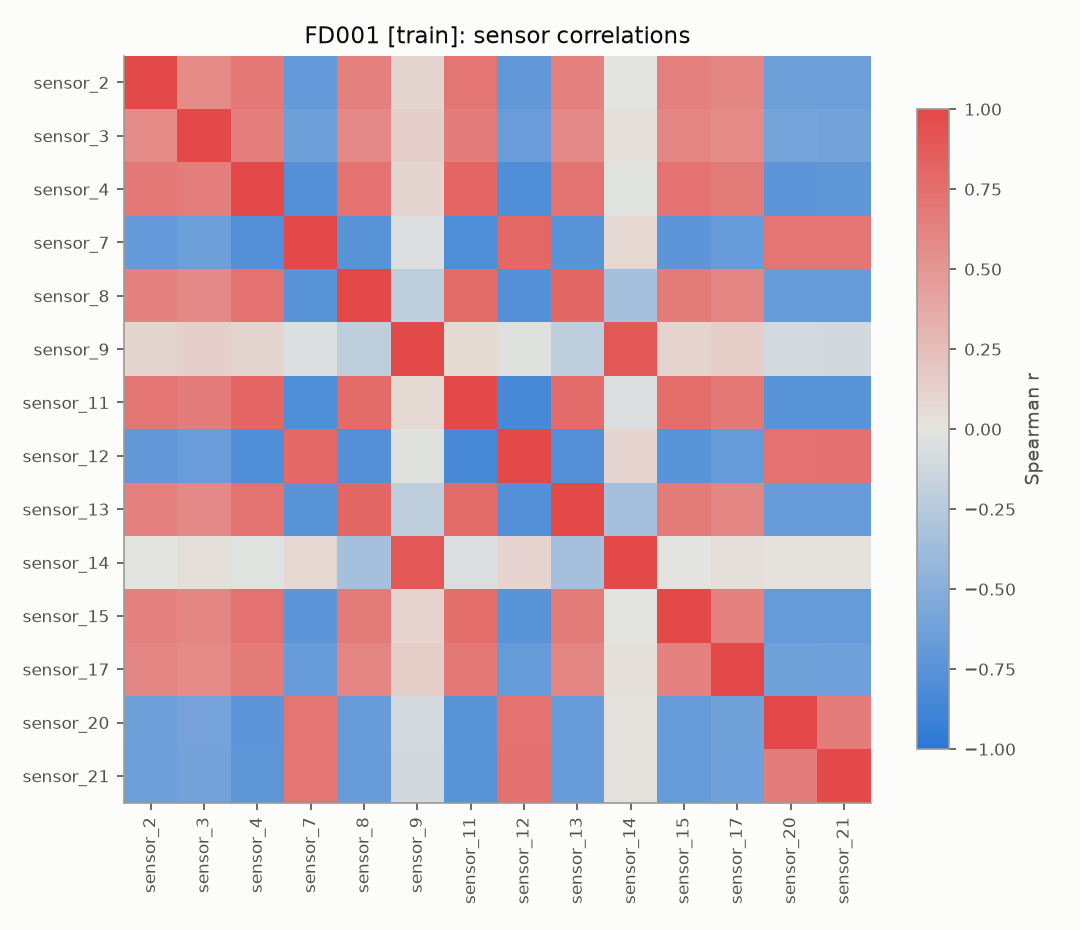 FD001 [train]: sensor correlations
sensor_2
sensor_3
sensor_4
sensor_7
sensor_8
sensor_9
sensor_11
sensor_12
sensor_13
sensor_14
sensor_15
sensor_17
sensor_20
sensor_21
sensor_2
sensor_3
sensor_4
sensor_7
sensor_8
sensor_9
sensor_11
sensor_12
sensor_13
sensor_14
sensor_15
sensor_17
sensor_20
sensor_21
1.00
0.75
0.50
0.25
0.00
−0.25
−0.50
−0.75
−1.00
Spearman r